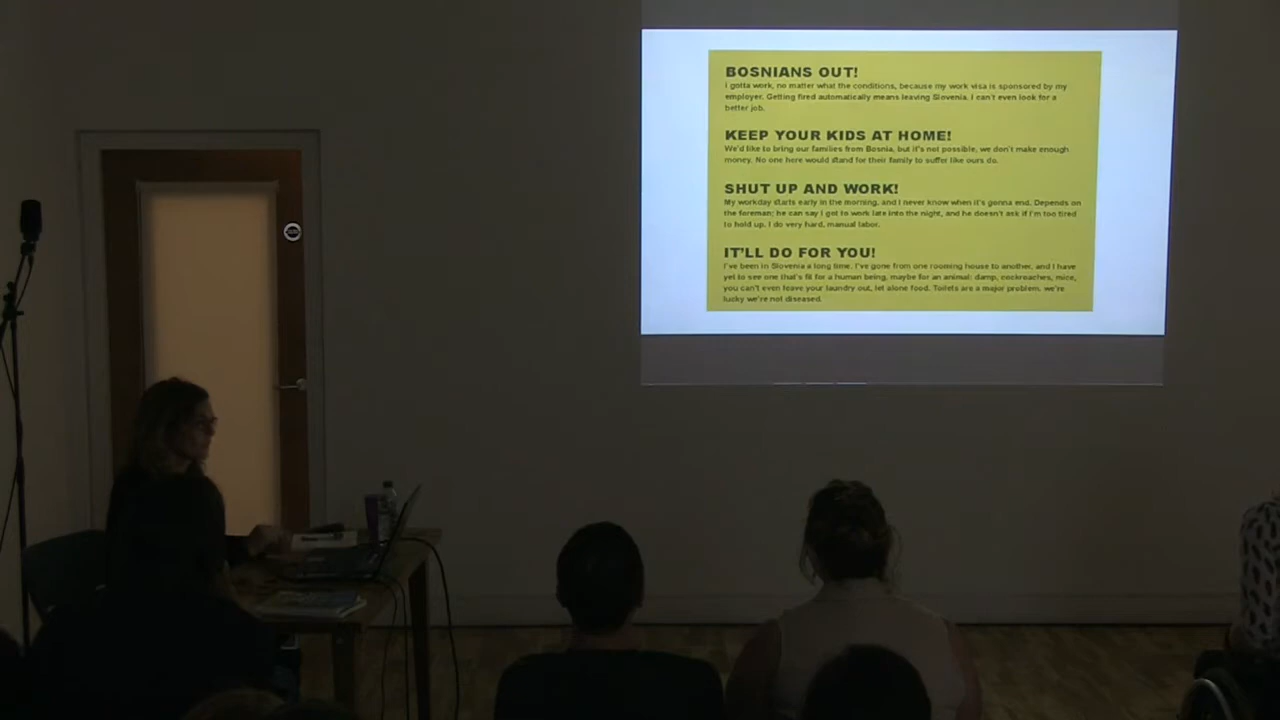 BOSNIANS OUT!
I gotta work, no matter what the conditions, because my work visa is sponsored by my
employer. Getting fired automatically means leaving Slovenia. I can't even look for a
better job.
KEEP YOUR KIDS AT HOME!
We'd like to bring our families from Bosnia, but it's not possible, we don't make enough
money. No one here would stand for their family to suffer like ours do.
SHUT UP AND WORK!
My workday starts early in the morning, and I never know when it's gonna end. Depends on
the foreman; he can say I got to work late into the night, and he doesn't ask if I'm too tired
to hold up. I do very hard, manual labor.
IT'LL DO FOR YOU!
I've been in Slovenia a long time. I've gone from one rooming house to another, and I have
yet to see one that's fit for a human being, maybe for an animal: damp, cockroaches, mice,
you can't even leave your laundry out, let alone food. Toilets are a major problem, we're
lucky we're not diseased.